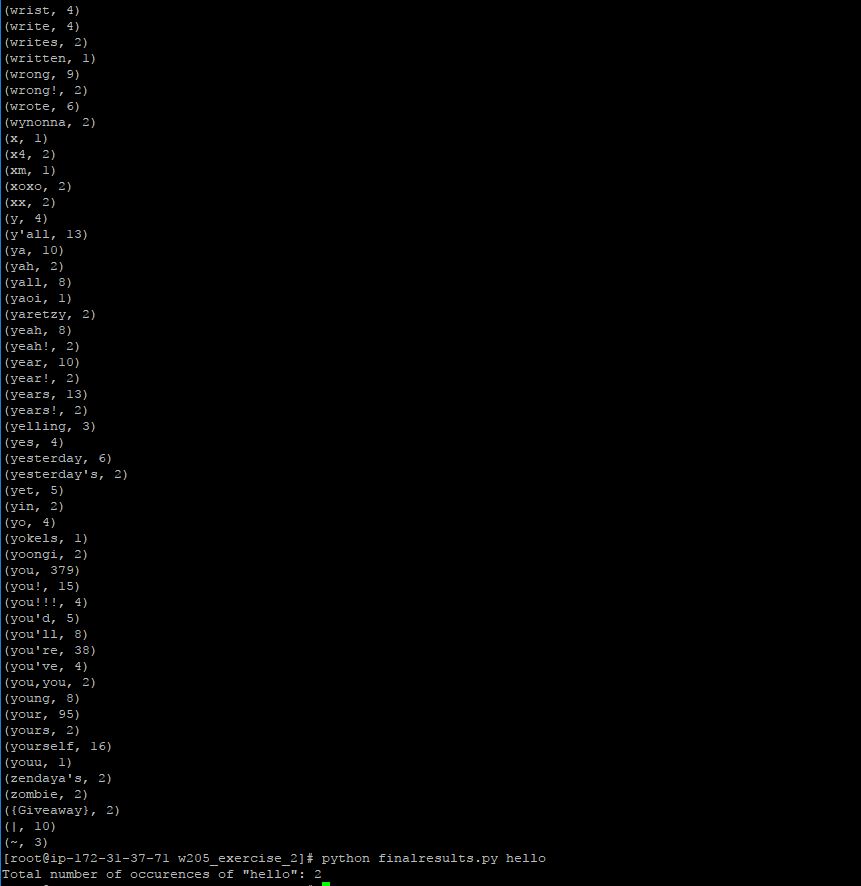 (wrist, 4)
(write, 4)
(writes, 2)
(written, 1)
(wrong, 9)
(wrong!, 2)
(wrote, 6)
(wynonna, 2)
(x, 1)
(x4, 2)
(xm, 1)
(xoxo, 2)
(xx, 2)
(y, 4)
(y'all, 13)
(ya, 10)
(yah, 2)
(yall, 8)
(yaoi, 1)
(yaretzy, 2)
(yeah, 8)
(yeah!, 2)
(year, 10)
(year!, 2)
(years, 13)
(years!, 2)
(yelling, 3)
(yes, 4)
(yesterday, 6)
(yesterday's, 2)
(yet, 5)
(yin, 2)
(yo, 4)
(yokels, 1)
(yoongi, 2)
(you, 379)
(you!, 15)
(you!!!, 4)
(you'd, 5)
(you'll, 8)
(you're, 38)
(you've, 4)
(you,you, 2)
(young, 8)
(your, 95)
(yours, 2)
(yourself, 16)
(youu, 1)
(zendaya's, 2)
(zombie, 2)
({Giveaway}, 2)
(|, 10)
(~, 3)
[root@ip-172-31-37-71 w205_exercise_2]# python finalresults.py hello
Total number of occurences of "hello": 2